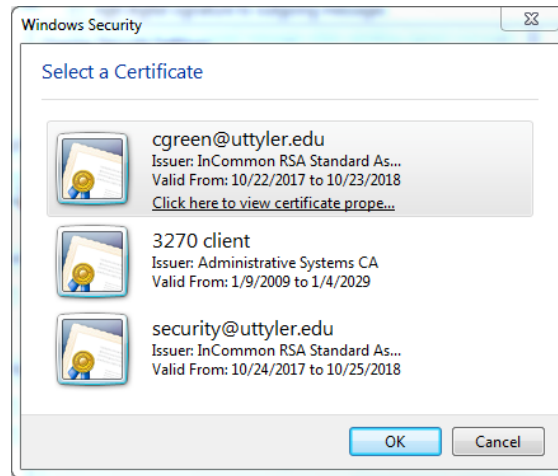 Windows Security
Select a Certificate
cgreen@uttyler.edu
Issuer: InCommon RSA Standard As...
Valid From: 10/22/2017 to 10/23/2018
Click here to view certificate prope...
3270 client
Issuer: Administrative Systems CA
Valid From: 1/9/2009 to 1/4/2029
security@uttyler.edu
Issuer: InCommon RSA Standard As...
Valid From: 10/24/2017 to 10/25/2018
OK
Cancel